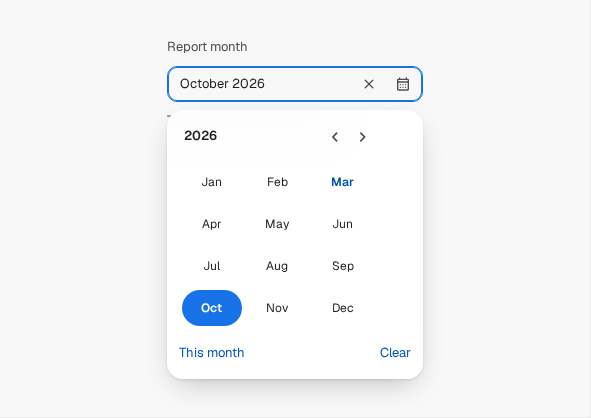 Report month
October 2026
2026
Jan Feb Mar
Apr May Jun
Jul Aug Sep
Oct Nov Dec
This month Clear